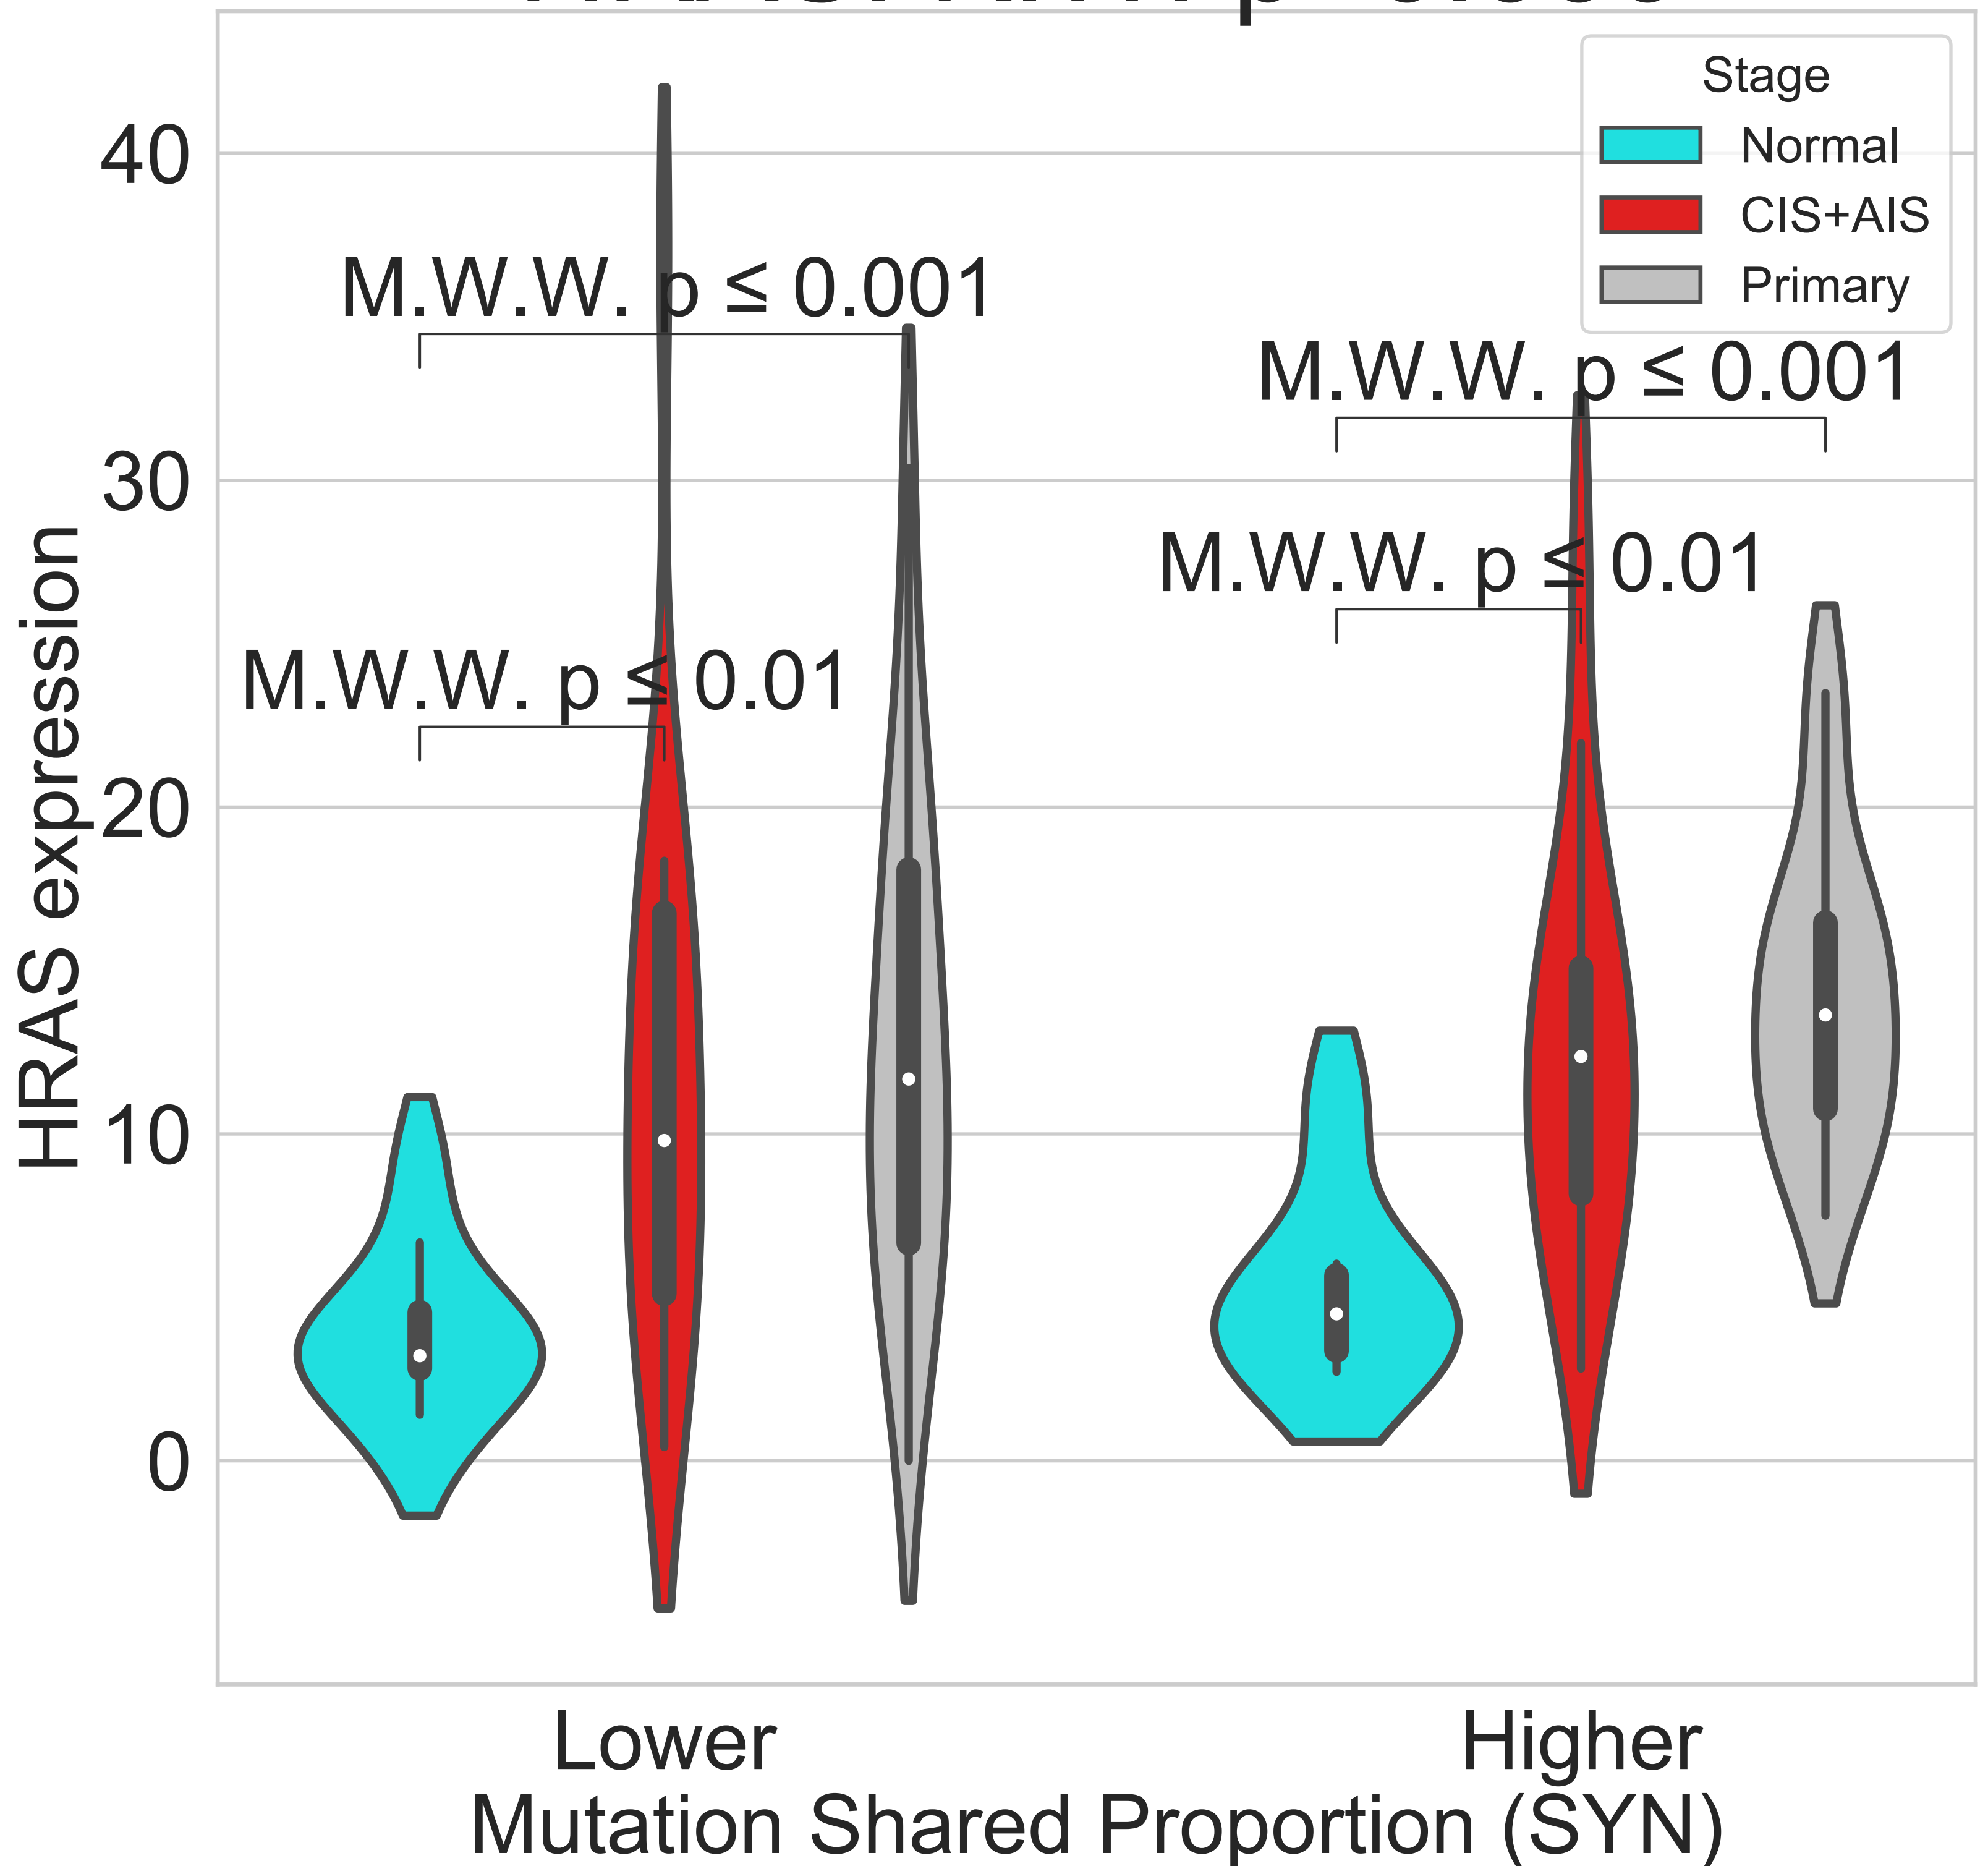 Stage
Normal
CIS+AIS
Primary
40
30
20
10
0
HRAS expression
M.W.W. p ≤ 0.001
M.W.W. p ≤ 0.001
M.W.W. p ≤ 0.01
M.W.W. p ≤ 0.01
Lower
Higher
Mutation Shared Proportion (SYN)